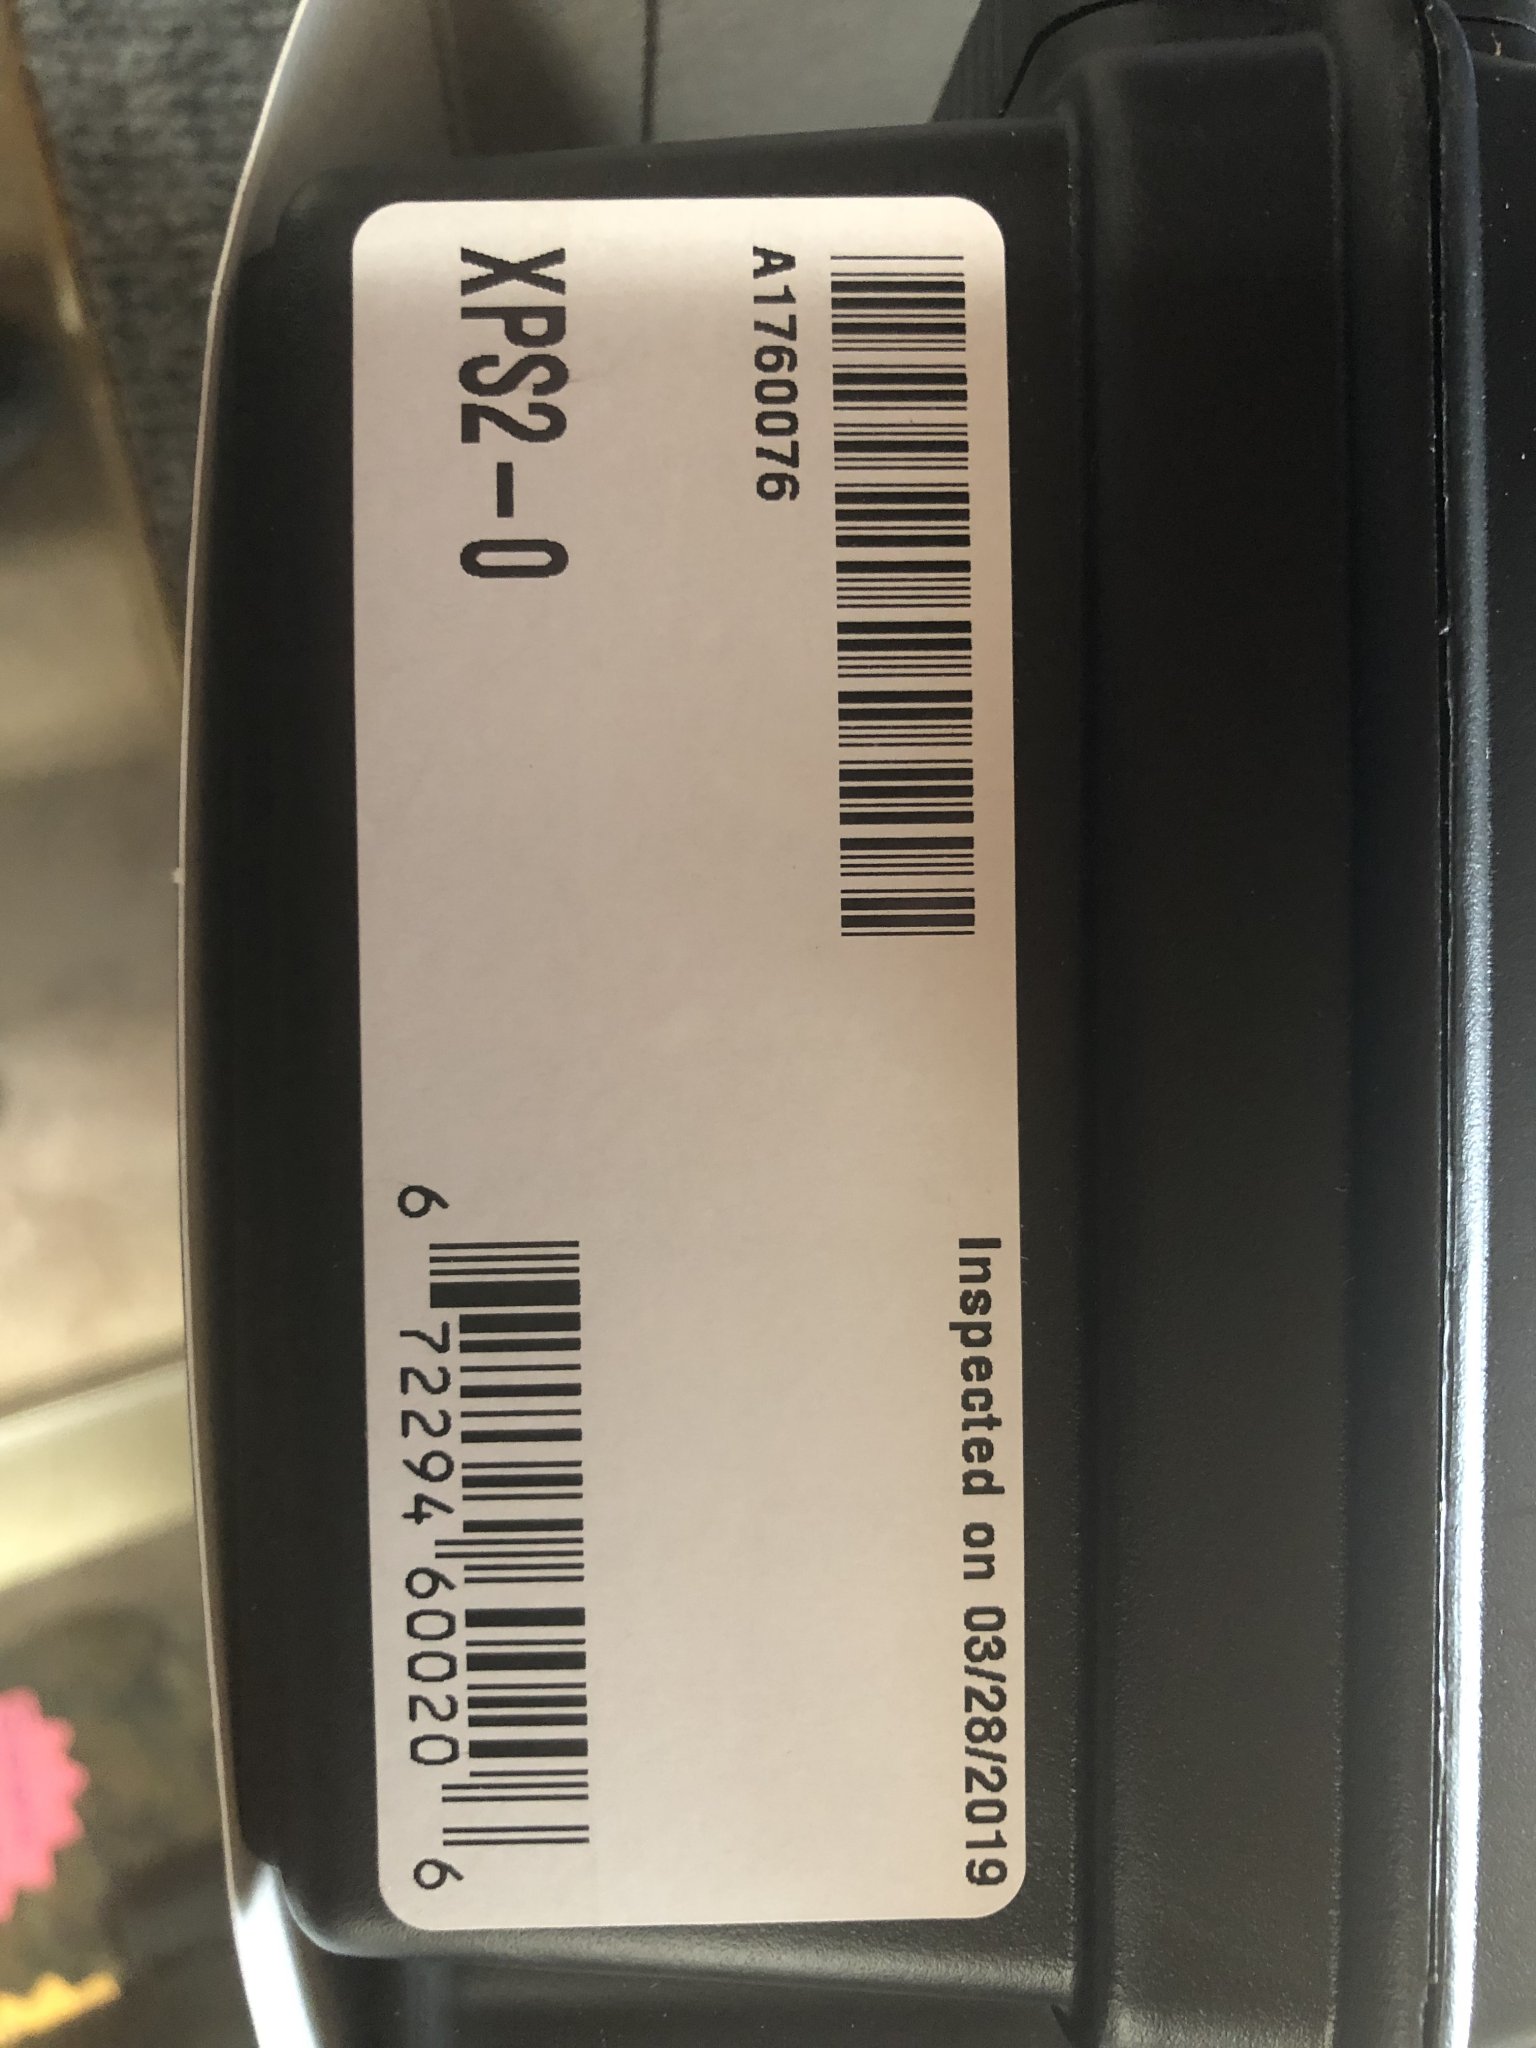 Inspected on 03/28/2019
A1760076
XPS2-0
6 72294 60020 6